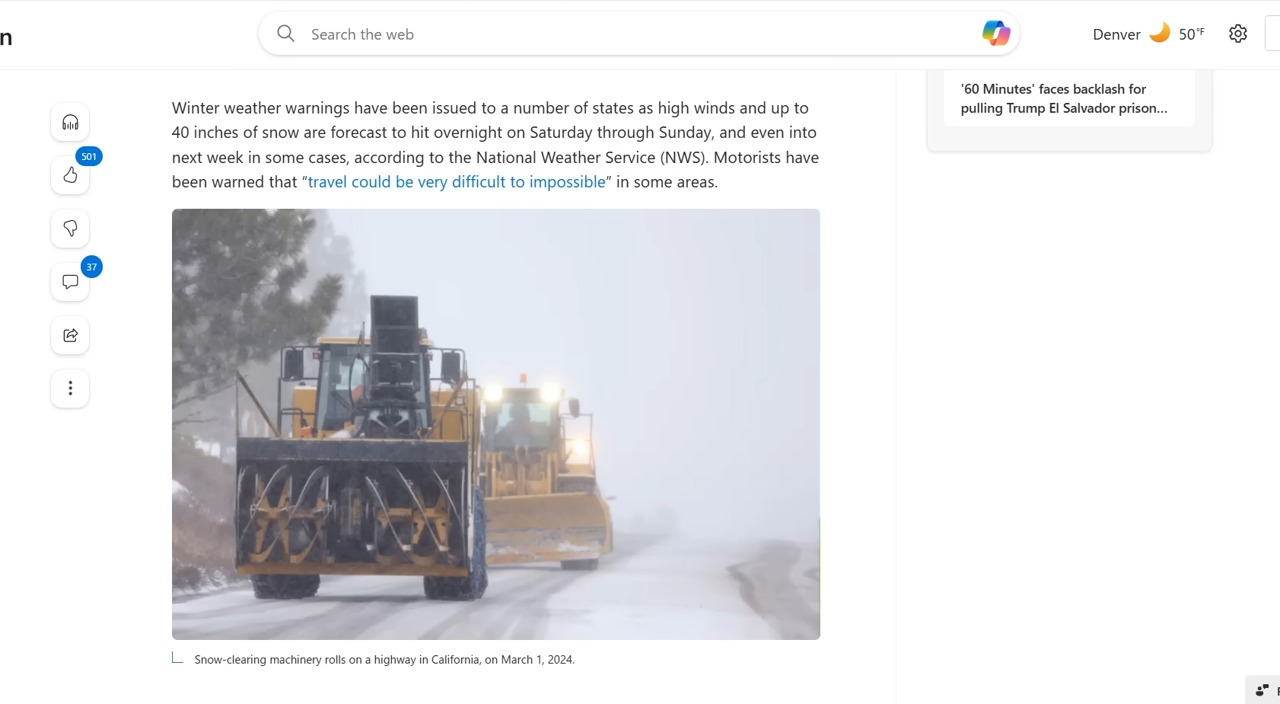 n
Search the web
Denver 50°F
'60 Minutes' faces backlash for
pulling Trump El Salvador prison...
501
37
Winter weather warnings have been issued to a number of states as high winds and up to
40 inches of snow are forecast to hit overnight on Saturday through Sunday, and even into
next week in some cases, according to the National Weather Service (NWS). Motorists have
been warned that “travel could be very difficult to impossible” in some areas.
Snow-clearing machinery rolls on a highway in California, on March 1, 2024.